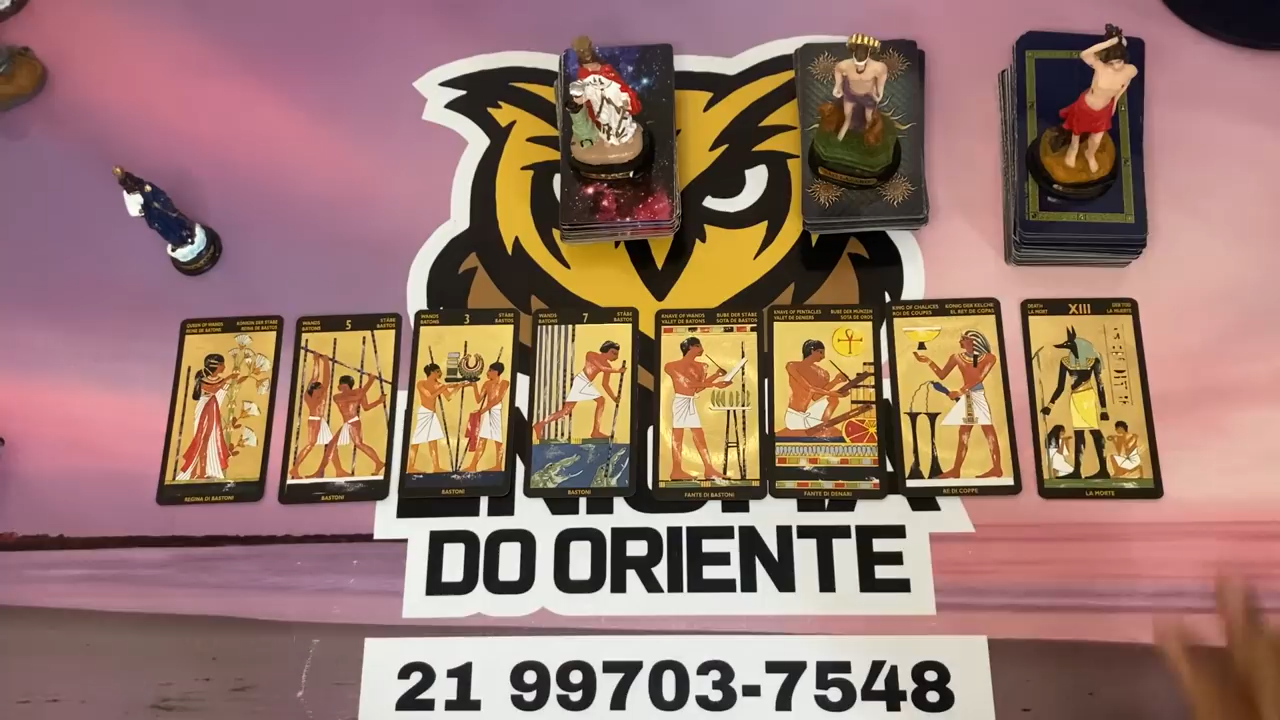 QUEEN OF WANDS KÖNIGIN DER STÄBE
REINE DE BATONS REINA DE BASTOS
REGINA DI BASTONI
WANDS 5 STÄBE
BATONS BASTOS
BASTONI
WANDS 3 STÄBE
BATONS BASTOS
BASTONI
WANDS 7 STÄBE
BATONS BASTOS
BASTONI
KNAVE OF WANDS BUBE DER STÄBE
VALET DE BATONS SOTA DE BASTOS
FANTE DI BASTONI
KNAVE OF PENTACLES BUBE DER MÜNZEN
VALET DE DENIERS SOTA DE OROS
FANTE DI DENARI
KING OF CHALICES KÖNIG DER KELCHE
ROI DE COUPES EL REY DE COPAS
RE DI COPPE
DEATH XIII DER TOD
LA MORT LA MUERTE
LA MORTE
DO ORIENTE
21 99703-7548